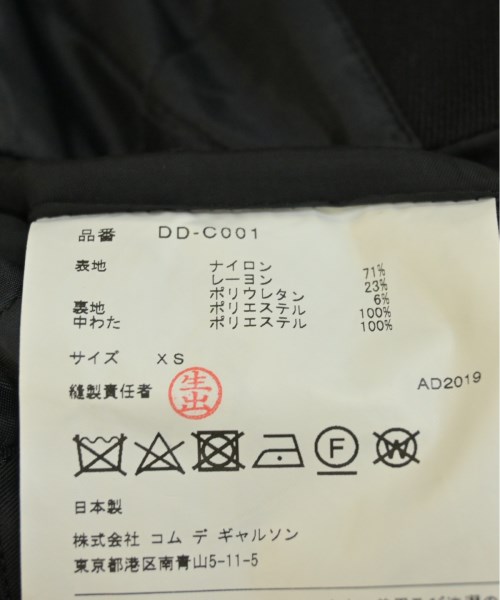 品番 DD-C001
表地 ナイロン 71%
レーヨン 23%
ポリウレタン 6%
裏地 ポリエステル 100%
中わた ポリエステル 100%
サイズ XS
縫製責任者 生出
AD2019
F W
日本製
株式会社 コム デ ギャルソン
東京都港区南青山5-11-5